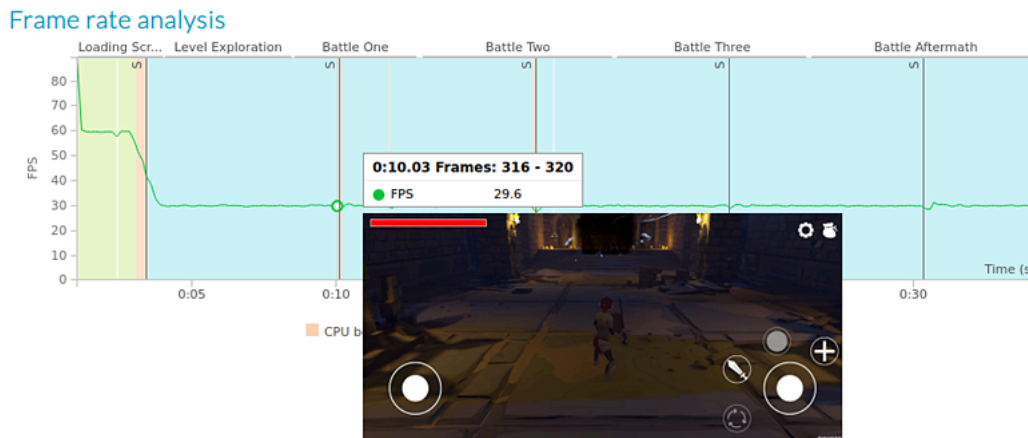 Frame rate analysis
Loading Scr... Level Exploration Battle One Battle Two Battle Three Battle Aftermath
S S S S S
80
70
60
50
40
30
20
10
0
FPS
0:10.03 Frames: 316 - 320
FPS 29.6
Time (s
0:05 0:10 0:30
CPU b